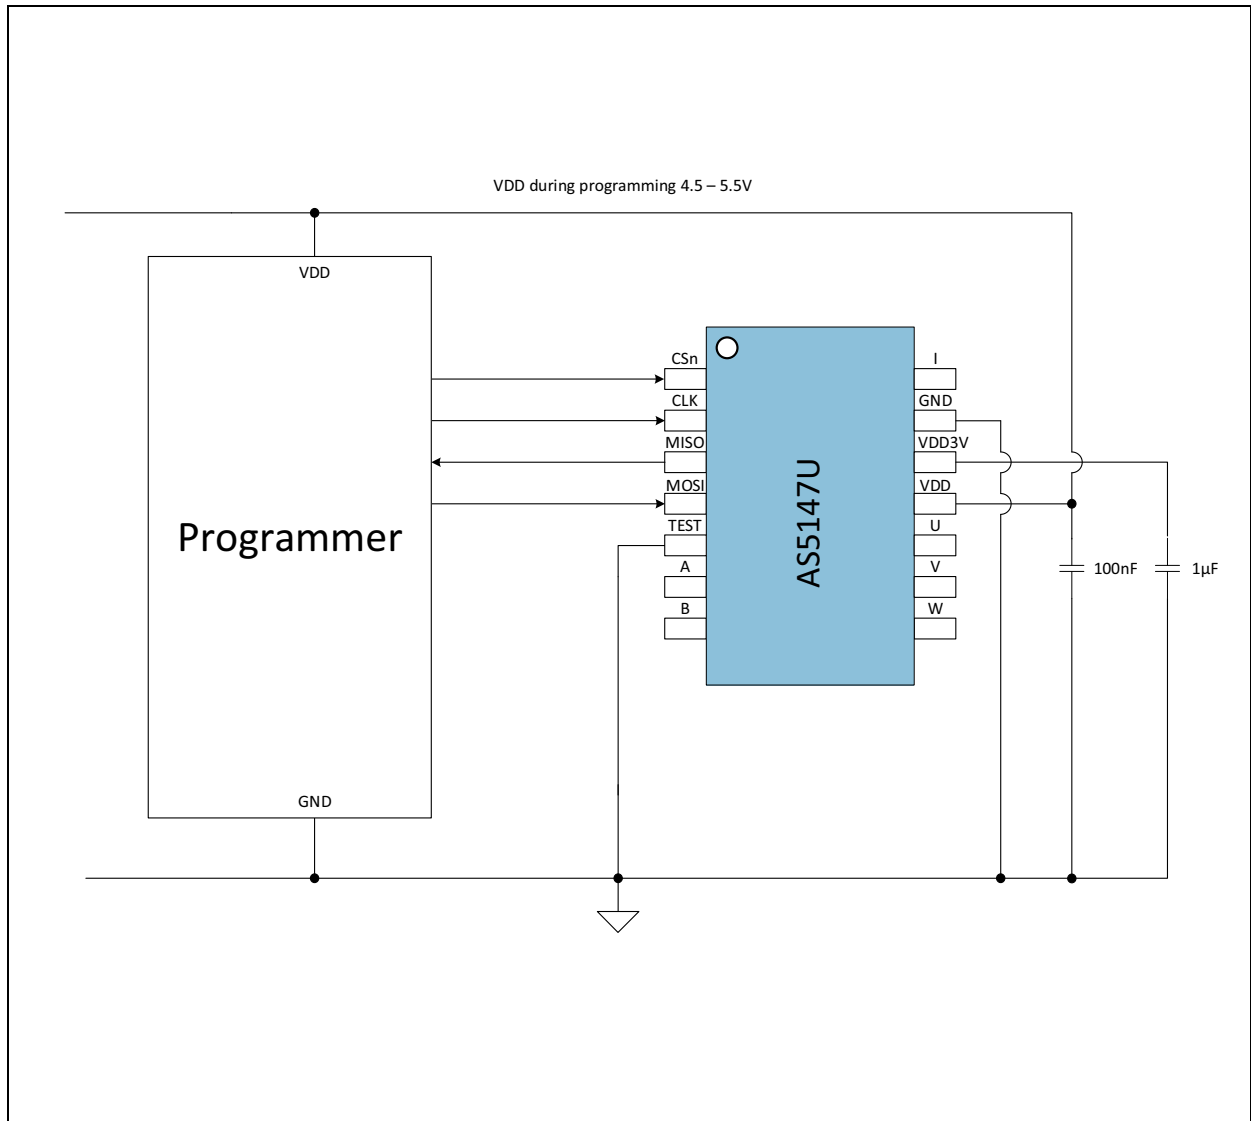 VDD during programming 4.5 – 5.5V
VDD
Programmer
GND
CSn
CLK
MISO
MOSI
TEST
A
B
AS5147U
I
GND
VDD3V
VDD
U
V
W
100nF
1µF